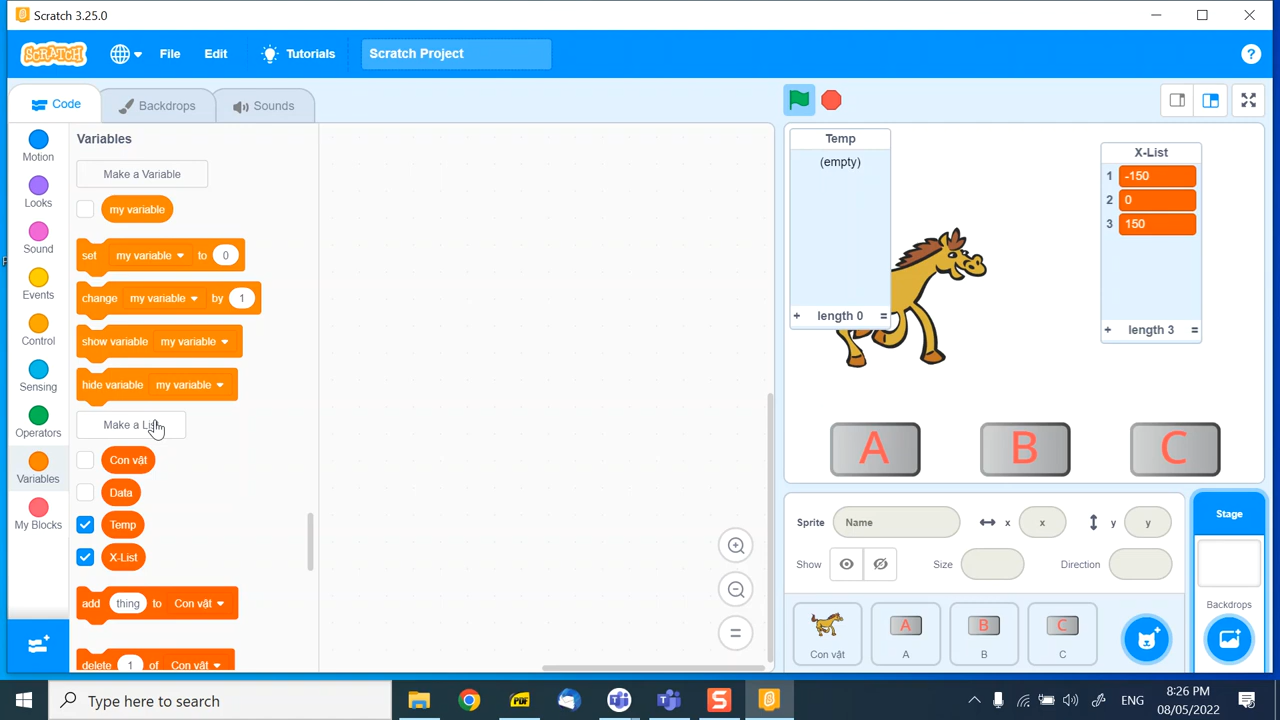 Scratch 3.25.0
SCRATCH File Edit Tutorials Scratch Project ?
Code Backdrops Sounds
Motion
Looks
Sound
Events
Control
Sensing
Operators
Variables
My Blocks
Variables
Make a Variable
my variable
set my variable to 0
change my variable by 1
show variable my variable
hide variable my variable
Make a Li
Con vật
Data
Temp
X-List
add thing to Con vật
delete 1 of Con vật
Temp
(empty)
+ length 0 =
X-List
1 -150
2 0
3 150
+ length 3 =
A B C
Sprite Name x x y y
Show Size Direction
Con vật
A A
B B
C C
Stage
Backdrops
Type here to search
PDF
S
ENG
8:26 PM
08/05/2022